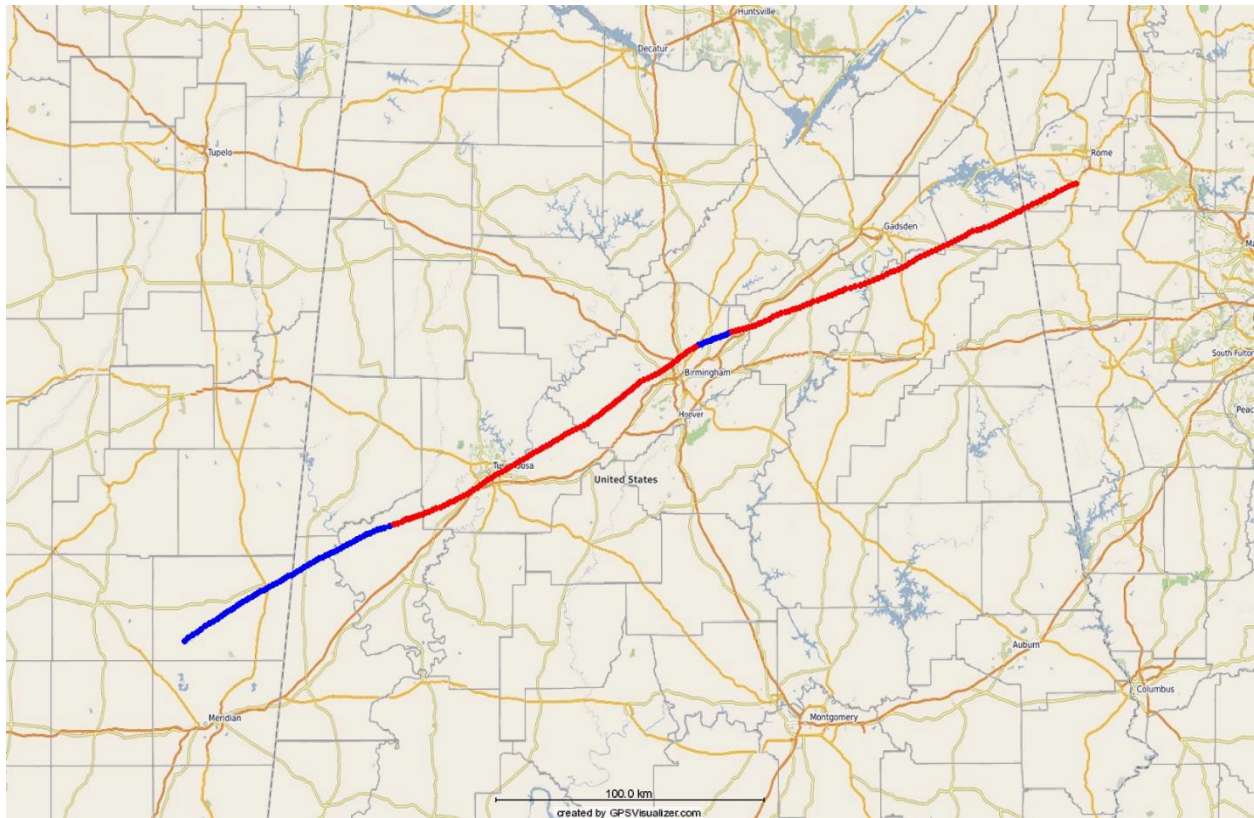 Huntsville
Decatur
Tupelo
Rome
Gadsden
Ma
South Fulton
Birmingham
Hoover
Peac
Tuscaloosa
United States
Auburn
Columbus
Meridian
Montgomery
100.0 km
created by GPSVisualizer.com